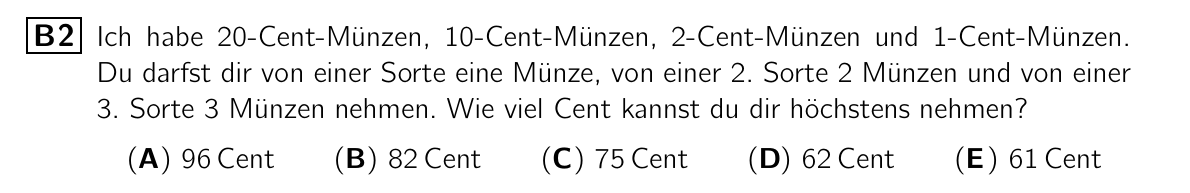 B2 Ich habe 20-Cent-Münzen, 10-Cent-Münzen, 2-Cent-Münzen und 1-Cent-Münzen.
Du darfst dir von einer Sorte eine Münze, von einer 2. Sorte 2 Münzen und von einer
3. Sorte 3 Münzen nehmen. Wie viel Cent kannst du dir höchstens nehmen?
(A) 96 Cent (B) 82 Cent (C) 75 Cent (D) 62 Cent (E) 61 Cent